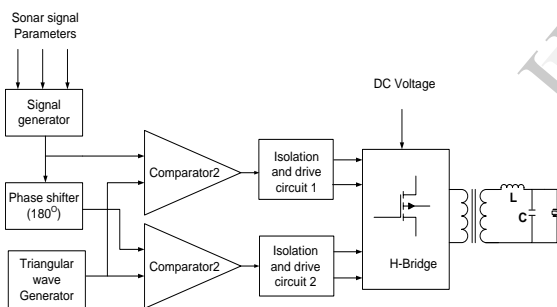 Sonar signal
Parameters
DC Voltage
Signal
generator
Comparator2
Isolation
and drive
circuit 1
Phase shifter
(180O)
L
C
Comparator2
Isolation
and drive
circuit 2
H-Bridge
Triangular
wave
Generator